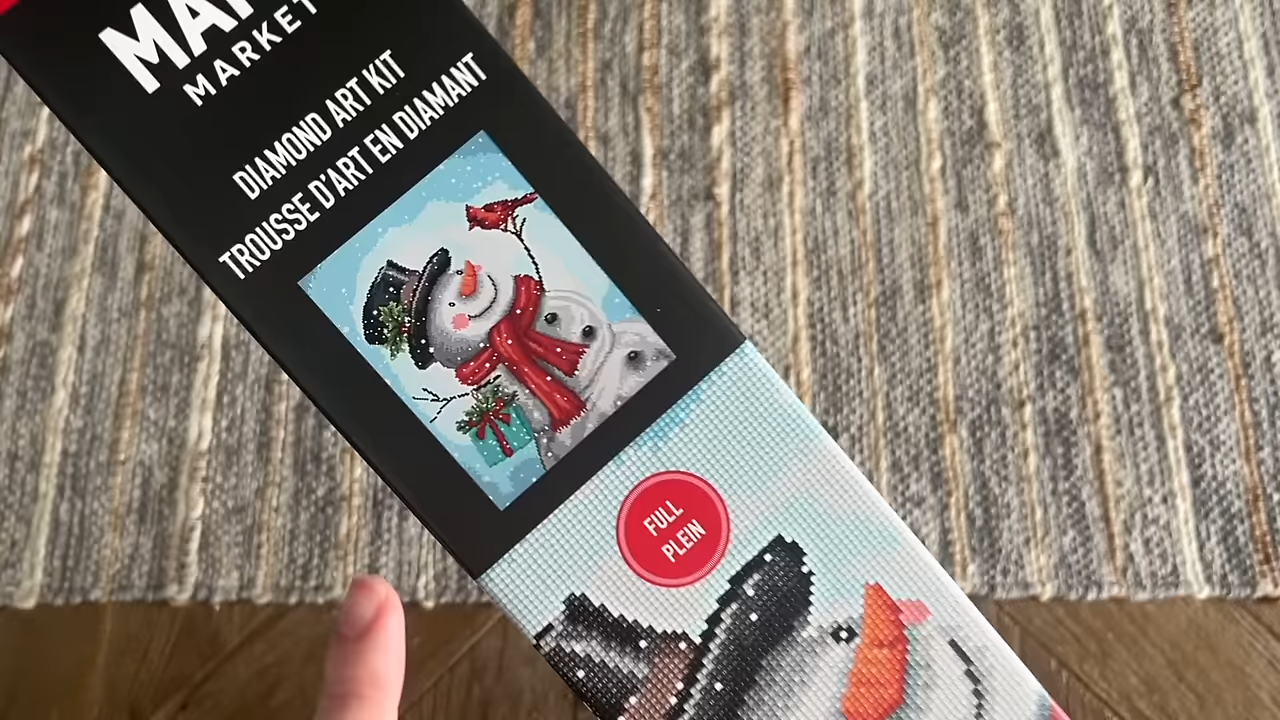 MARKET
DIAMOND ART KIT
TROUSSE D'ART EN DIAMANT
FULL
PLEIN